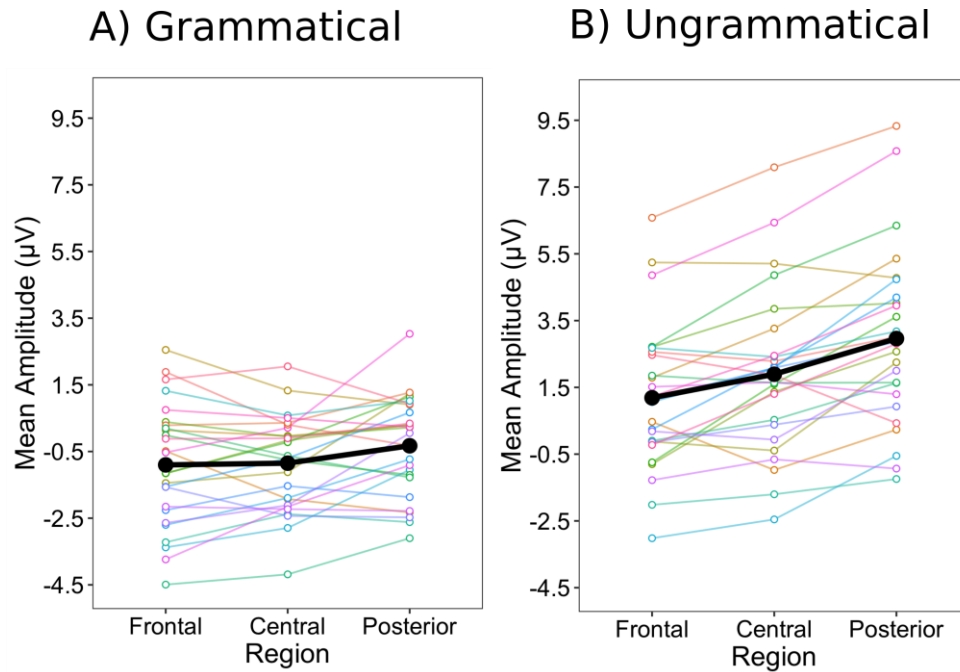 A) Grammatical
B) Ungrammatical
Mean Amplitude (µV)
9.5
7.5
5.5
3.5
1.5
-0.5
-2.5
-4.5
Frontal Central Posterior
Region
Mean Amplitude (µV)
9.5
7.5
5.5
3.5
1.5
-0.5
-2.5
-4.5
Frontal Central Posterior
Region